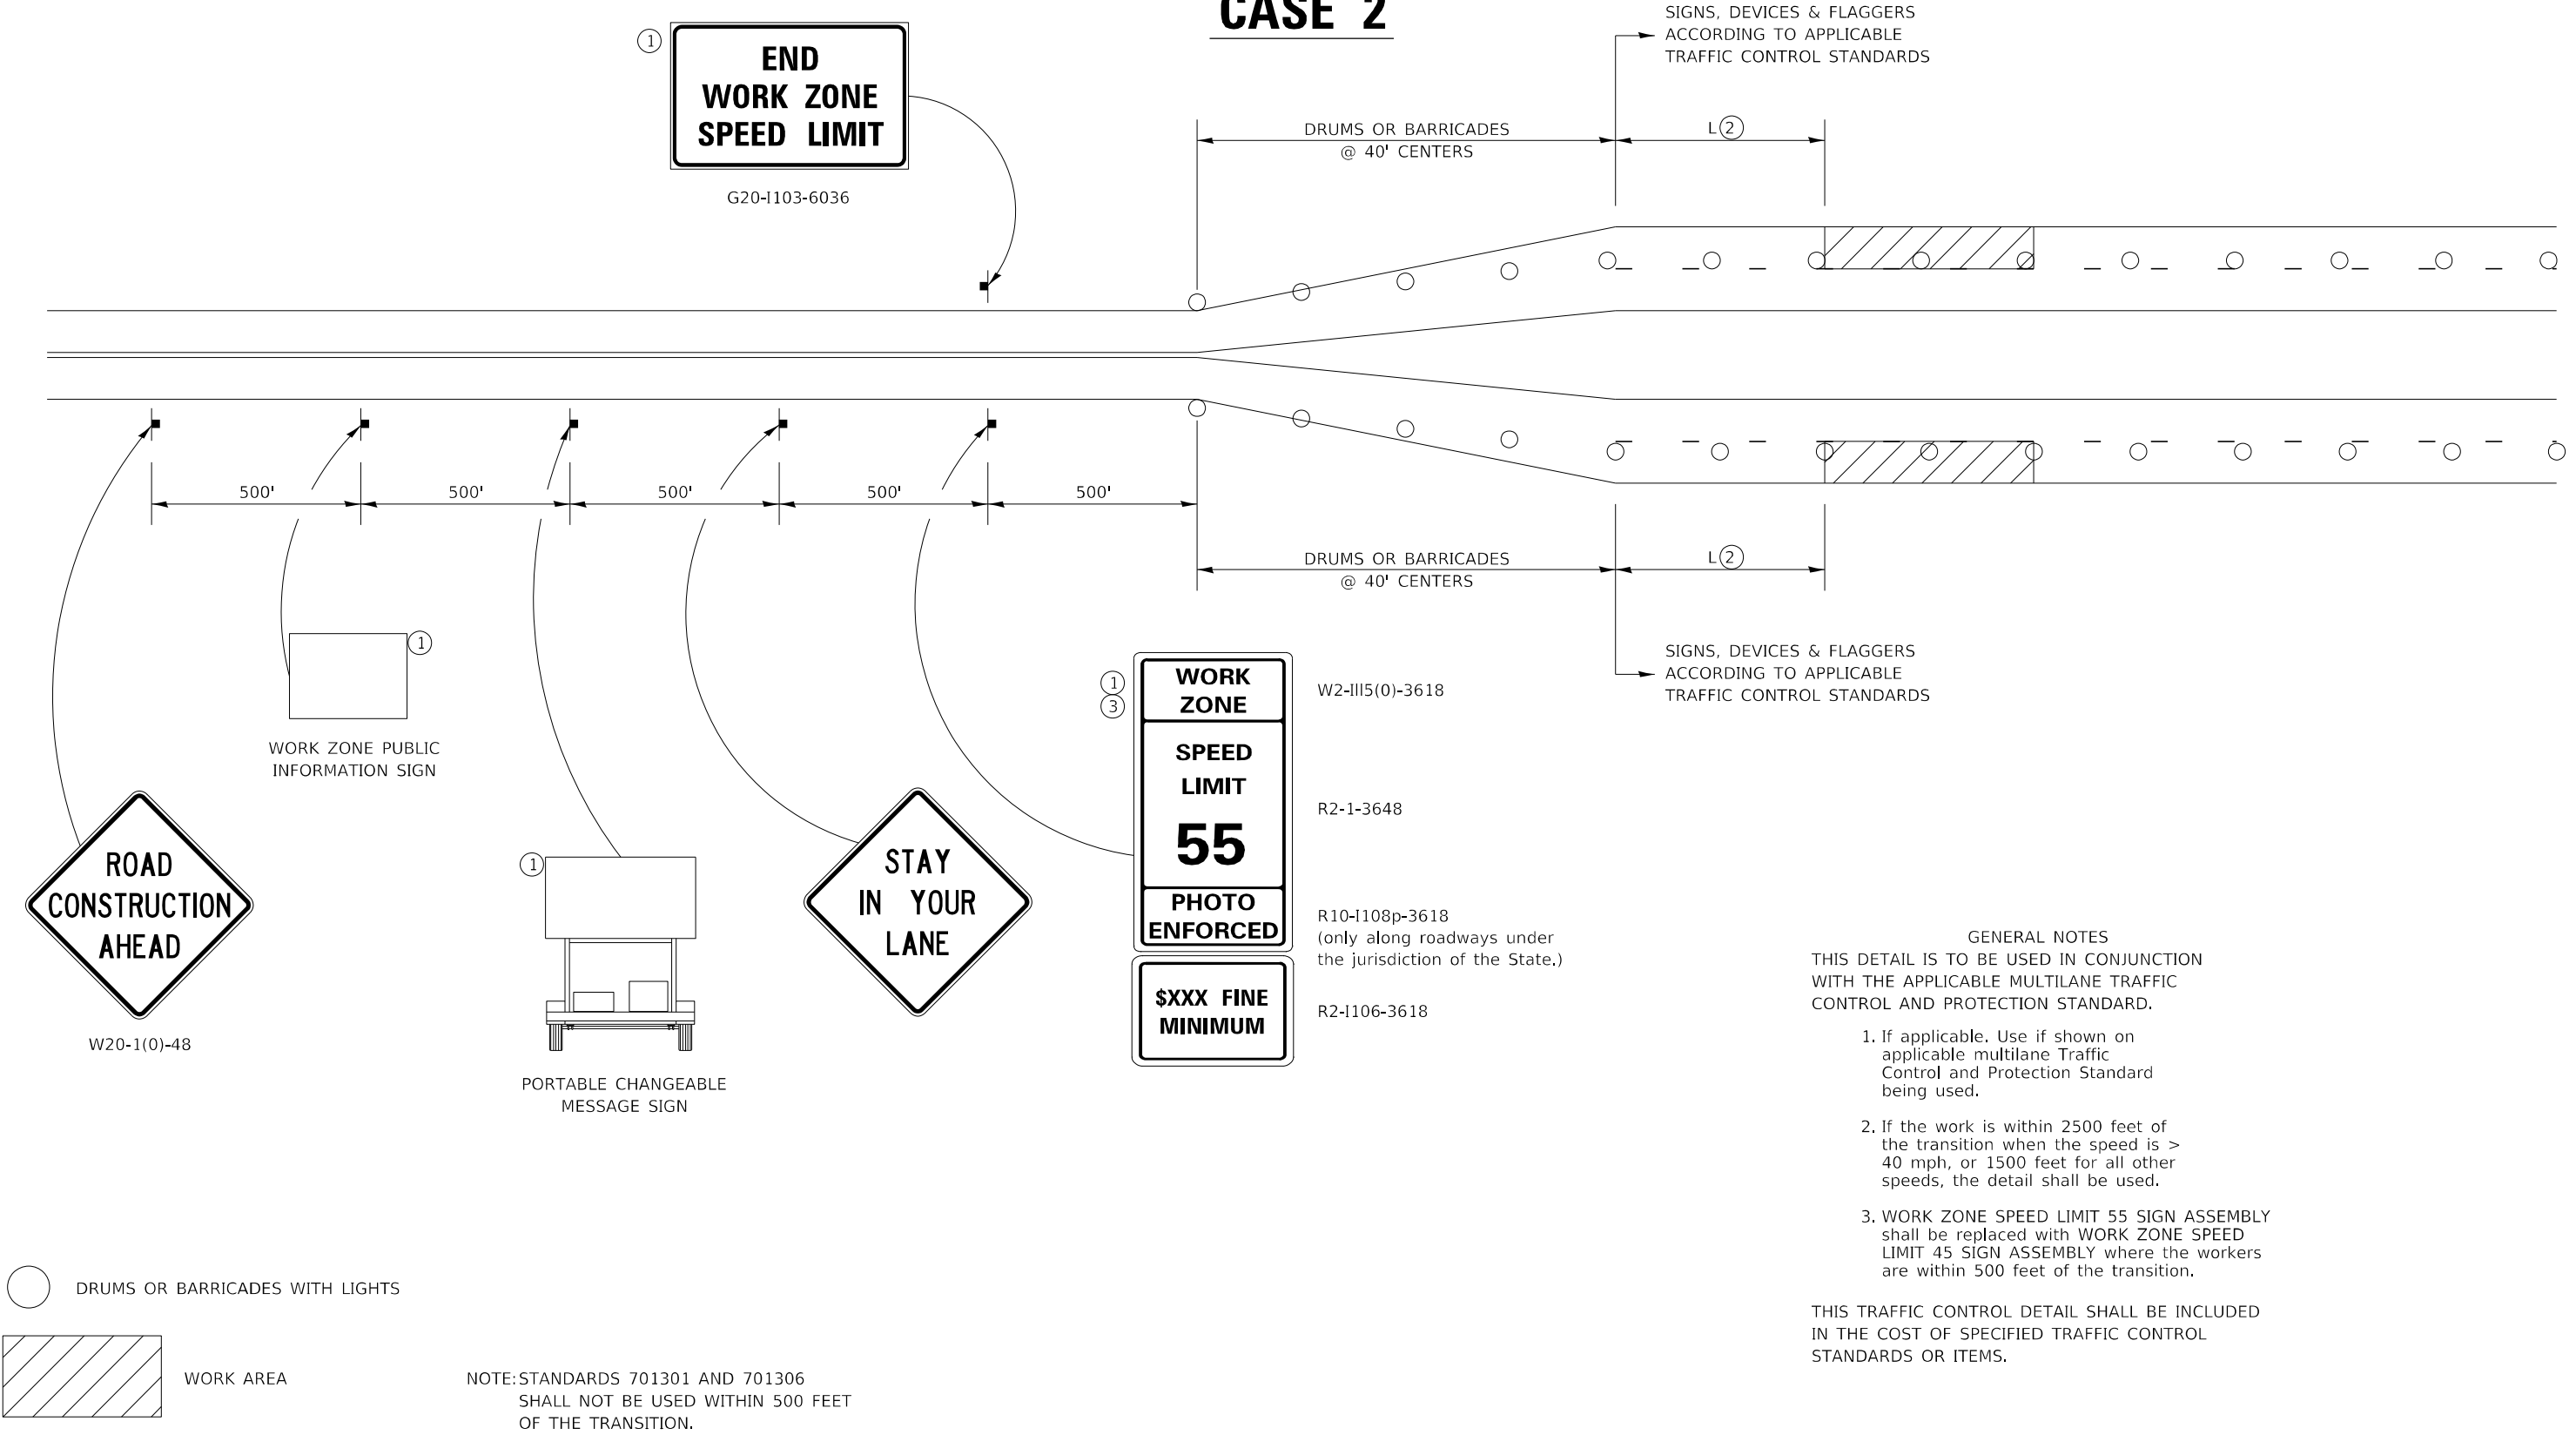 CASE 2
SIGNS, DEVICES & FLAGGERS
ACCORDING TO APPLICABLE
TRAFFIC CONTROL STANDARDS
1
END
WORK ZONE
SPEED LIMIT
G20-I103-6036
DRUMS OR BARRICADES
@ 40' CENTERS
L 2
500'
500'
500'
500'
500'
DRUMS OR BARRICADES
@ 40' CENTERS
L 2
SIGNS, DEVICES & FLAGGERS
ACCORDING TO APPLICABLE
TRAFFIC CONTROL STANDARDS
1
WORK ZONE PUBLIC
INFORMATION SIGN
ROAD
CONSTRUCTION
AHEAD
W20-1(0)-48
1
PORTABLE CHANGEABLE
MESSAGE SIGN
STAY
IN YOUR
LANE
1
3
WORK
ZONE
W2-III5(0)-3618
SPEED
LIMIT
55
R2-1-3648
PHOTO
ENFORCED
R10-I108p-3618
(only along roadways under
the jurisdiction of the State.)
$XXX FINE
MINIMUM
R2-I106-3618
GENERAL NOTES
THIS DETAIL IS TO BE USED IN CONJUNCTION
WITH THE APPLICABLE MULTILANE TRAFFIC
CONTROL AND PROTECTION STANDARD.
1. If applicable. Use if shown on
applicable multilane Traffic
Control and Protection Standard
being used.
2. If the work is within 2500 feet of
the transition when the speed is >
40 mph, or 1500 feet for all other
speeds, the detail shall be used.
3. WORK ZONE SPEED LIMIT 55 SIGN ASSEMBLY
shall be replaced with WORK ZONE SPEED
LIMIT 45 SIGN ASSEMBLY where the workers
are within 500 feet of the transition.
THIS TRAFFIC CONTROL DETAIL SHALL BE INCLUDED
IN THE COST OF SPECIFIED TRAFFIC CONTROL
STANDARDS OR ITEMS.
DRUMS OR BARRICADES WITH LIGHTS
WORK AREA
NOTE: STANDARDS 701301 AND 701306
SHALL NOT BE USED WITHIN 500 FEET
OF THE TRANSITION.